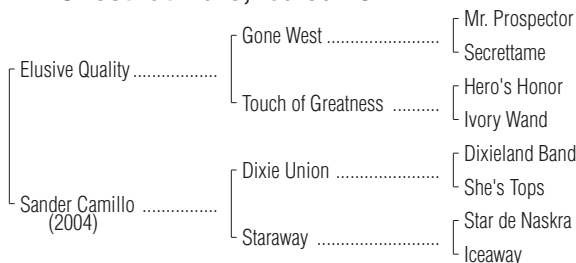 Mr. Prospector
Gone West ........................
Secrettame
Elusive Quality ..................
Hero's Honor
Touch of Greatness ..........
Ivory Wand
Dixieland Band
Dixie Union ......................
She's Tops
Sander Camillo ................
(2004)
Star de Naskra
Staraway ..........................
Iceaway